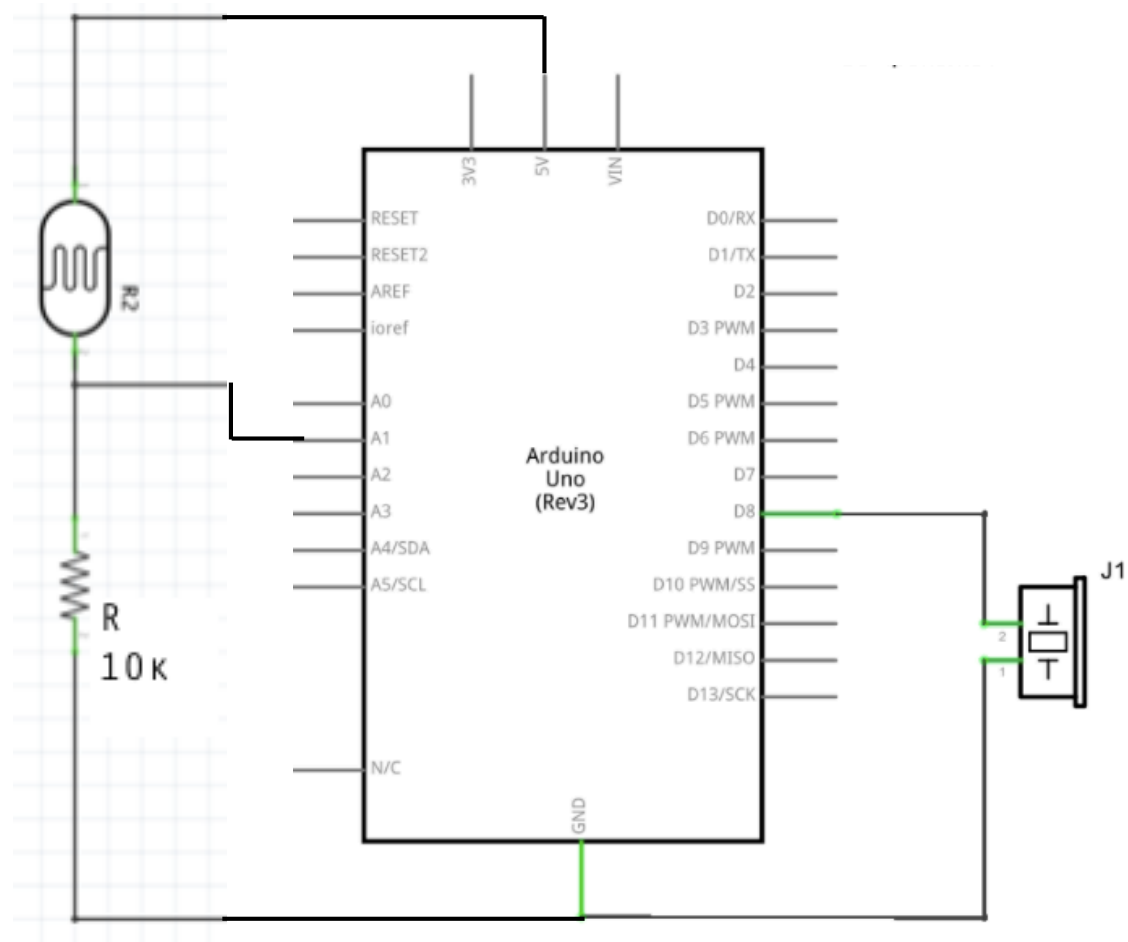 3V3
5V
VIN
RESET
RESET2
AREF
ioref
A0
A1
A2
A3
A4/SDA
A5/SCL
N/C
D0/RX
D1/TX
D2
D3 PWM
D4
D5 PWM
D6 PWM
D7
D8
D9 PWM
D10 PWM/SS
D11 PWM/MOSI
D12/MISO
D13/SCK
GND
Arduino
Uno
(Rev3)
R2
R
10K
J1
2
1